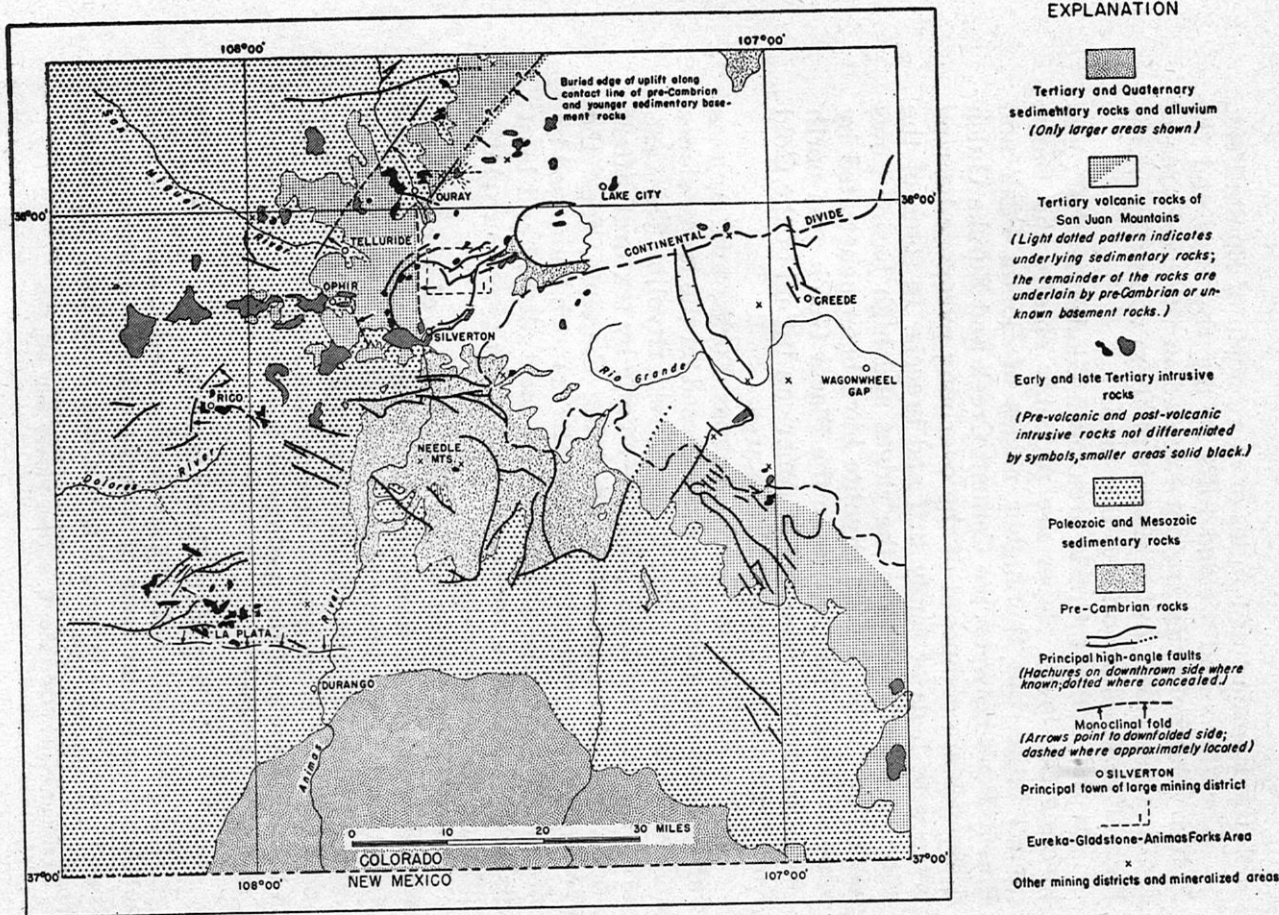 108°00'
107°00'
Buried edge of uplift along
contact line of pre-Cambrian
and younger sedimentary base-
ment rocks
San
Miguel
River
38°00'
38°00'
OURAY
LAKE CITY
TELLURIDE
CONTINENTAL
DIVIDE
OPHIR
CREEDE
SILVERTON
Rio Grande
WAGONWHEEL
GAP
RICO
NEEDLE
MTS.
Dolores River
LA PLATA
River
DURANGO
Animas
0 10 20 30 MILES
COLORADO
NEW MEXICO
37°00'
37°00'
108°00'
107°00'
EXPLANATION
Tertiary and Quaternary
sedimentary rocks and alluvium
(Only larger areas shown)
Tertiary volcanic rocks of
San Juan Mountains
(Light dotted pattern indicates
underlying sedimentary rocks;
the remainder of the rocks are
underlain by pre-Cambrian or un-
known basement rocks.)
Early and late Tertiary intrusive
rocks
(Pre-volcanic and post-volcanic
intrusive rocks not differentiated
by symbols, smaller areas solid black.)
Paleozoic and Mesozoic
sedimentary rocks
Pre-Cambrian rocks
Principal high-angle faults
(Hachures on downthrown side where
known; dotted where concealed.)
Monoclinal fold
(Arrows point to downfolded side;
dashed where approximately located)
SILVERTON
Principal town of large mining district
Eureka-Gladstone-Animas Forks Area
x
Other mining districts and mineralized areas